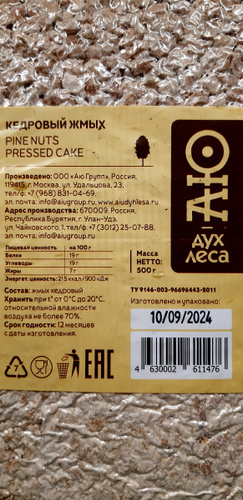 КЕДРОВЫЙ ЖМЫХ
PINE NUTS
PRESSED CAKE
Произведено: ООО «Аю Групп», Россия,
119415, г. Москва, ул. Удальцова, 23,
тел/ф: +7 (968) 831-04-69,
эл. почта: info@aiugroup.ru, www.aiudyhlesa.ru
Адрес производства: 670009, Россия,
Республика Бурятия, г. Улан-Удэ,
ул. Чайковского, 1, тел/ф: +7 (3012) 25-07-88,
эл. почта: info@aiugroup.ru
Пищевая ценность на 100 г
Белки 19 г
Углеводы 19 г
Жиры 7 г
Энергет. ценность: 215 ккал /900 кДж
Состав: жмых кедровый
Хранить при t° от 0°C до 20°C,
относительной влажности
воздуха не более 70%.
Срок годности: 12 месяцев
с даты изготовления.
7
EAC
АЮ
ДУХ
ЛЕСА
Масса
НЕТТО:
500 г
ТУ 9146-003-96696443-2011
Изготовлено и упаковано:
10/09/2024
4 630002 611476